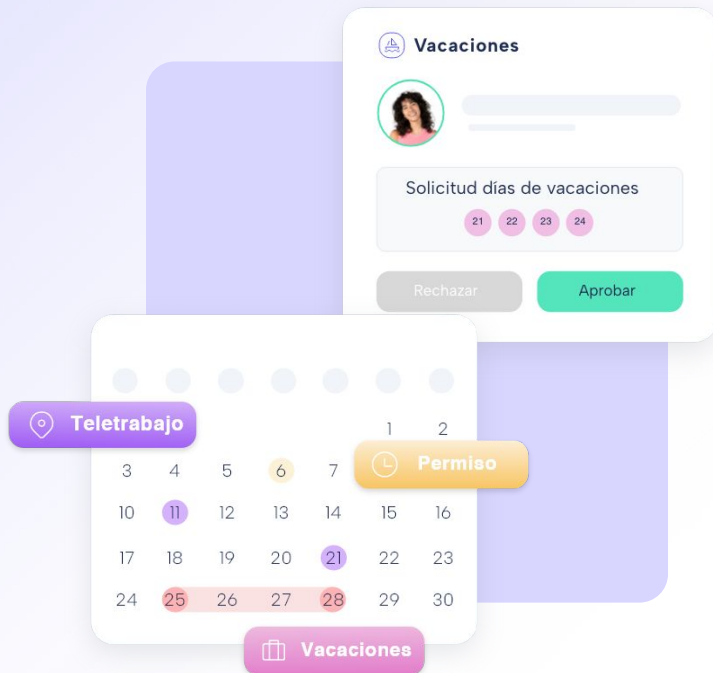 Vacaciones
Solicitud días de vacaciones
21 22 23 24
Rechazar Aprobar
Teletrabajo
1 2
3 4 5 6 7
Permiso
10 11 12 13 14 15 16
17 18 19 20 21 22 23
24 25 26 27 28 29 30
Vacaciones